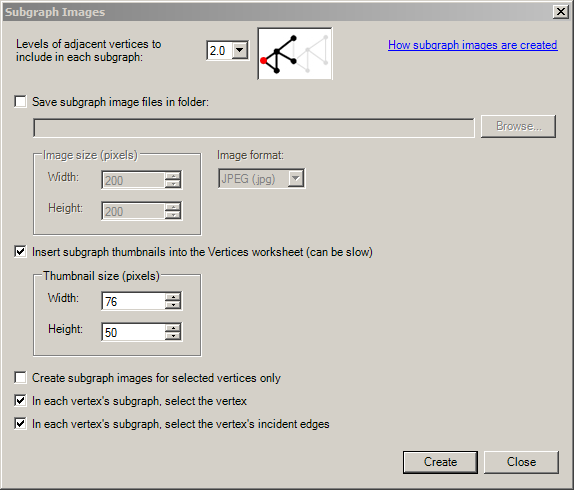 Subgraph Images
Levels of adjacent vertices to
include in each subgraph:
2.0
How subgraph images are created
Save subgraph image files in folder:
Browse...
Image size (pixels)
Image format:
Width:
200
JPEG (.jpg)
Height:
200
Insert subgraph thumbnails into the Vertices worksheet (can be slow)
Thumbnail size (pixels)
Width:
76
Height:
50
Create subgraph images for selected vertices only
In each vertex's subgraph, select the vertex
In each vertex's subgraph, select the vertex's incident edges
Create
Close